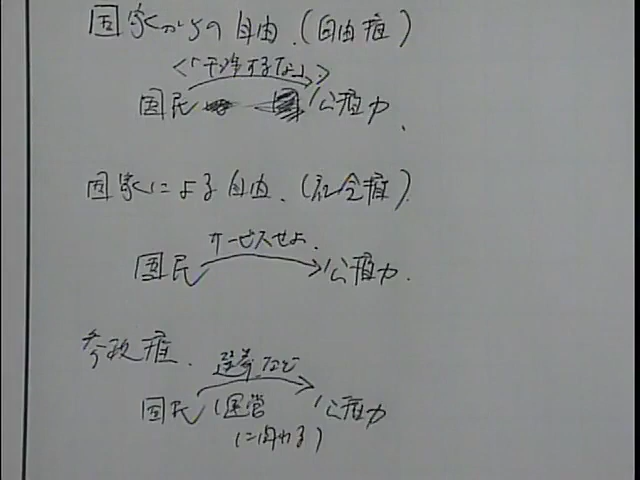 国家からの自由.(自由権)
<「干渉するな」.>
国民 公権力.
国家による自由.(社会権).
サービスせよ.
国民 公権力.
参政権.
選挙など
国民 (運営 公権力
に関わる)